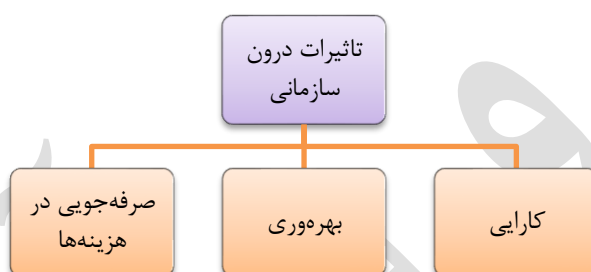 تاثیرات درون
سازمانی
کارایی
بهره‌وری
صرفه‌جویی در
هزینه‌ها